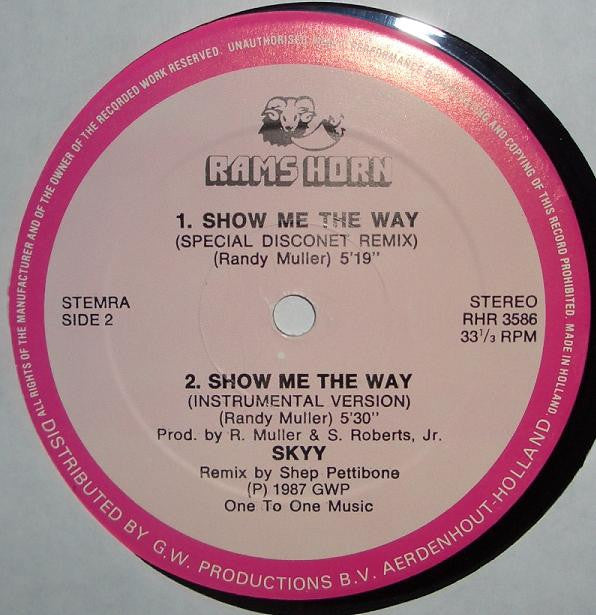 ALL RIGHTS OF THE MANUFACTURER AND OF THE OWNER OF THE RECORDED WORK RESERVED. UNAUTHORISED PUBLIC PERFORMANCE BROADCASTING AND COPYING OF THIS RECORD PROHIBITED. MADE IN HOLLAND.
RAMS HORN
1. SHOW ME THE WAY
(SPECIAL DISCONET REMIX)
(Randy Muller) 5'19"
STEMRA
SIDE 2
STEREO
RHR 3586
33 1/3 RPM
2. SHOW ME THE WAY
(INSTRUMENTAL VERSION)
(Randy Muller) 5'30"
Prod. by R. Muller & S. Roberts, Jr.
SKYY
Remix by Shep Pettibone
(P) 1987 GWP
One To One Music
DISTRIBUTED BY G.W. PRODUCTIONS B.V. AERDENHOUT-HOLLAND